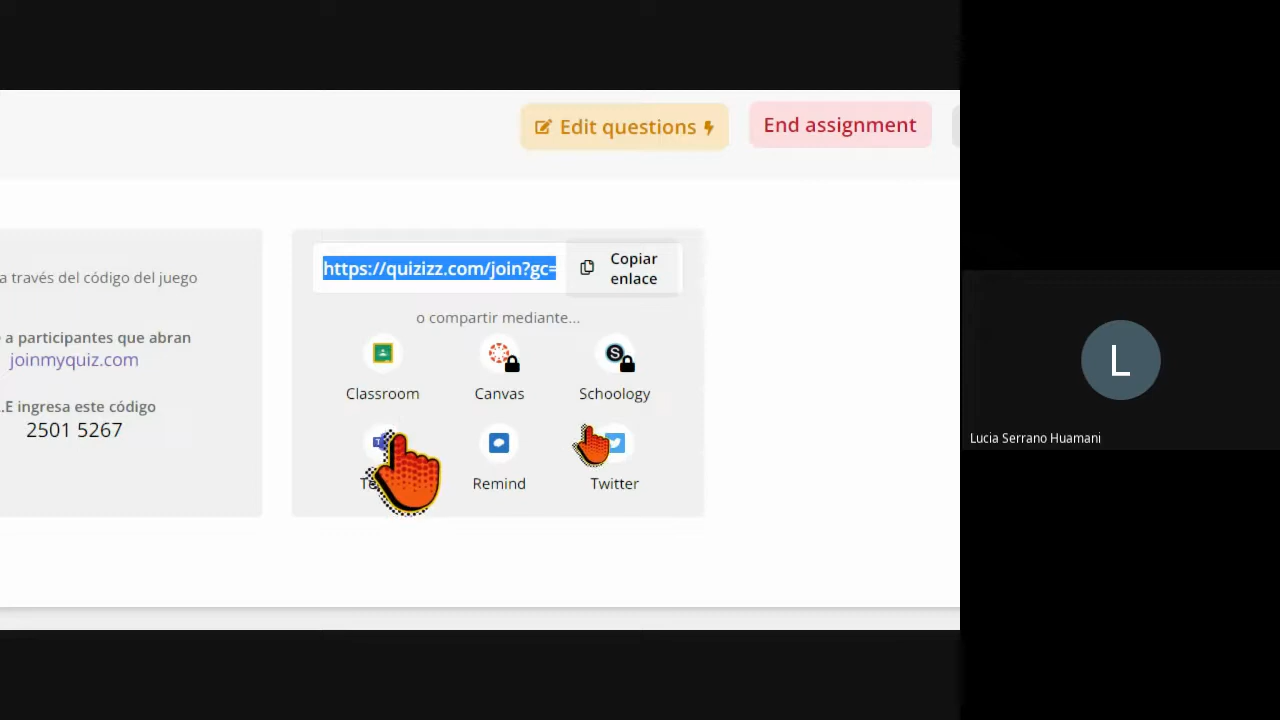 Edit questions
End assignment
a través del código del juego
a participantes que abran
joinmyquiz.com
.E ingresa este código
2501 5267
https://quizizz.com/join?gc=
Copiar
enlace
o compartir mediante...
Classroom
Canvas
Schoology
Remind
Twitter
L
Lucia Serrano Huamani